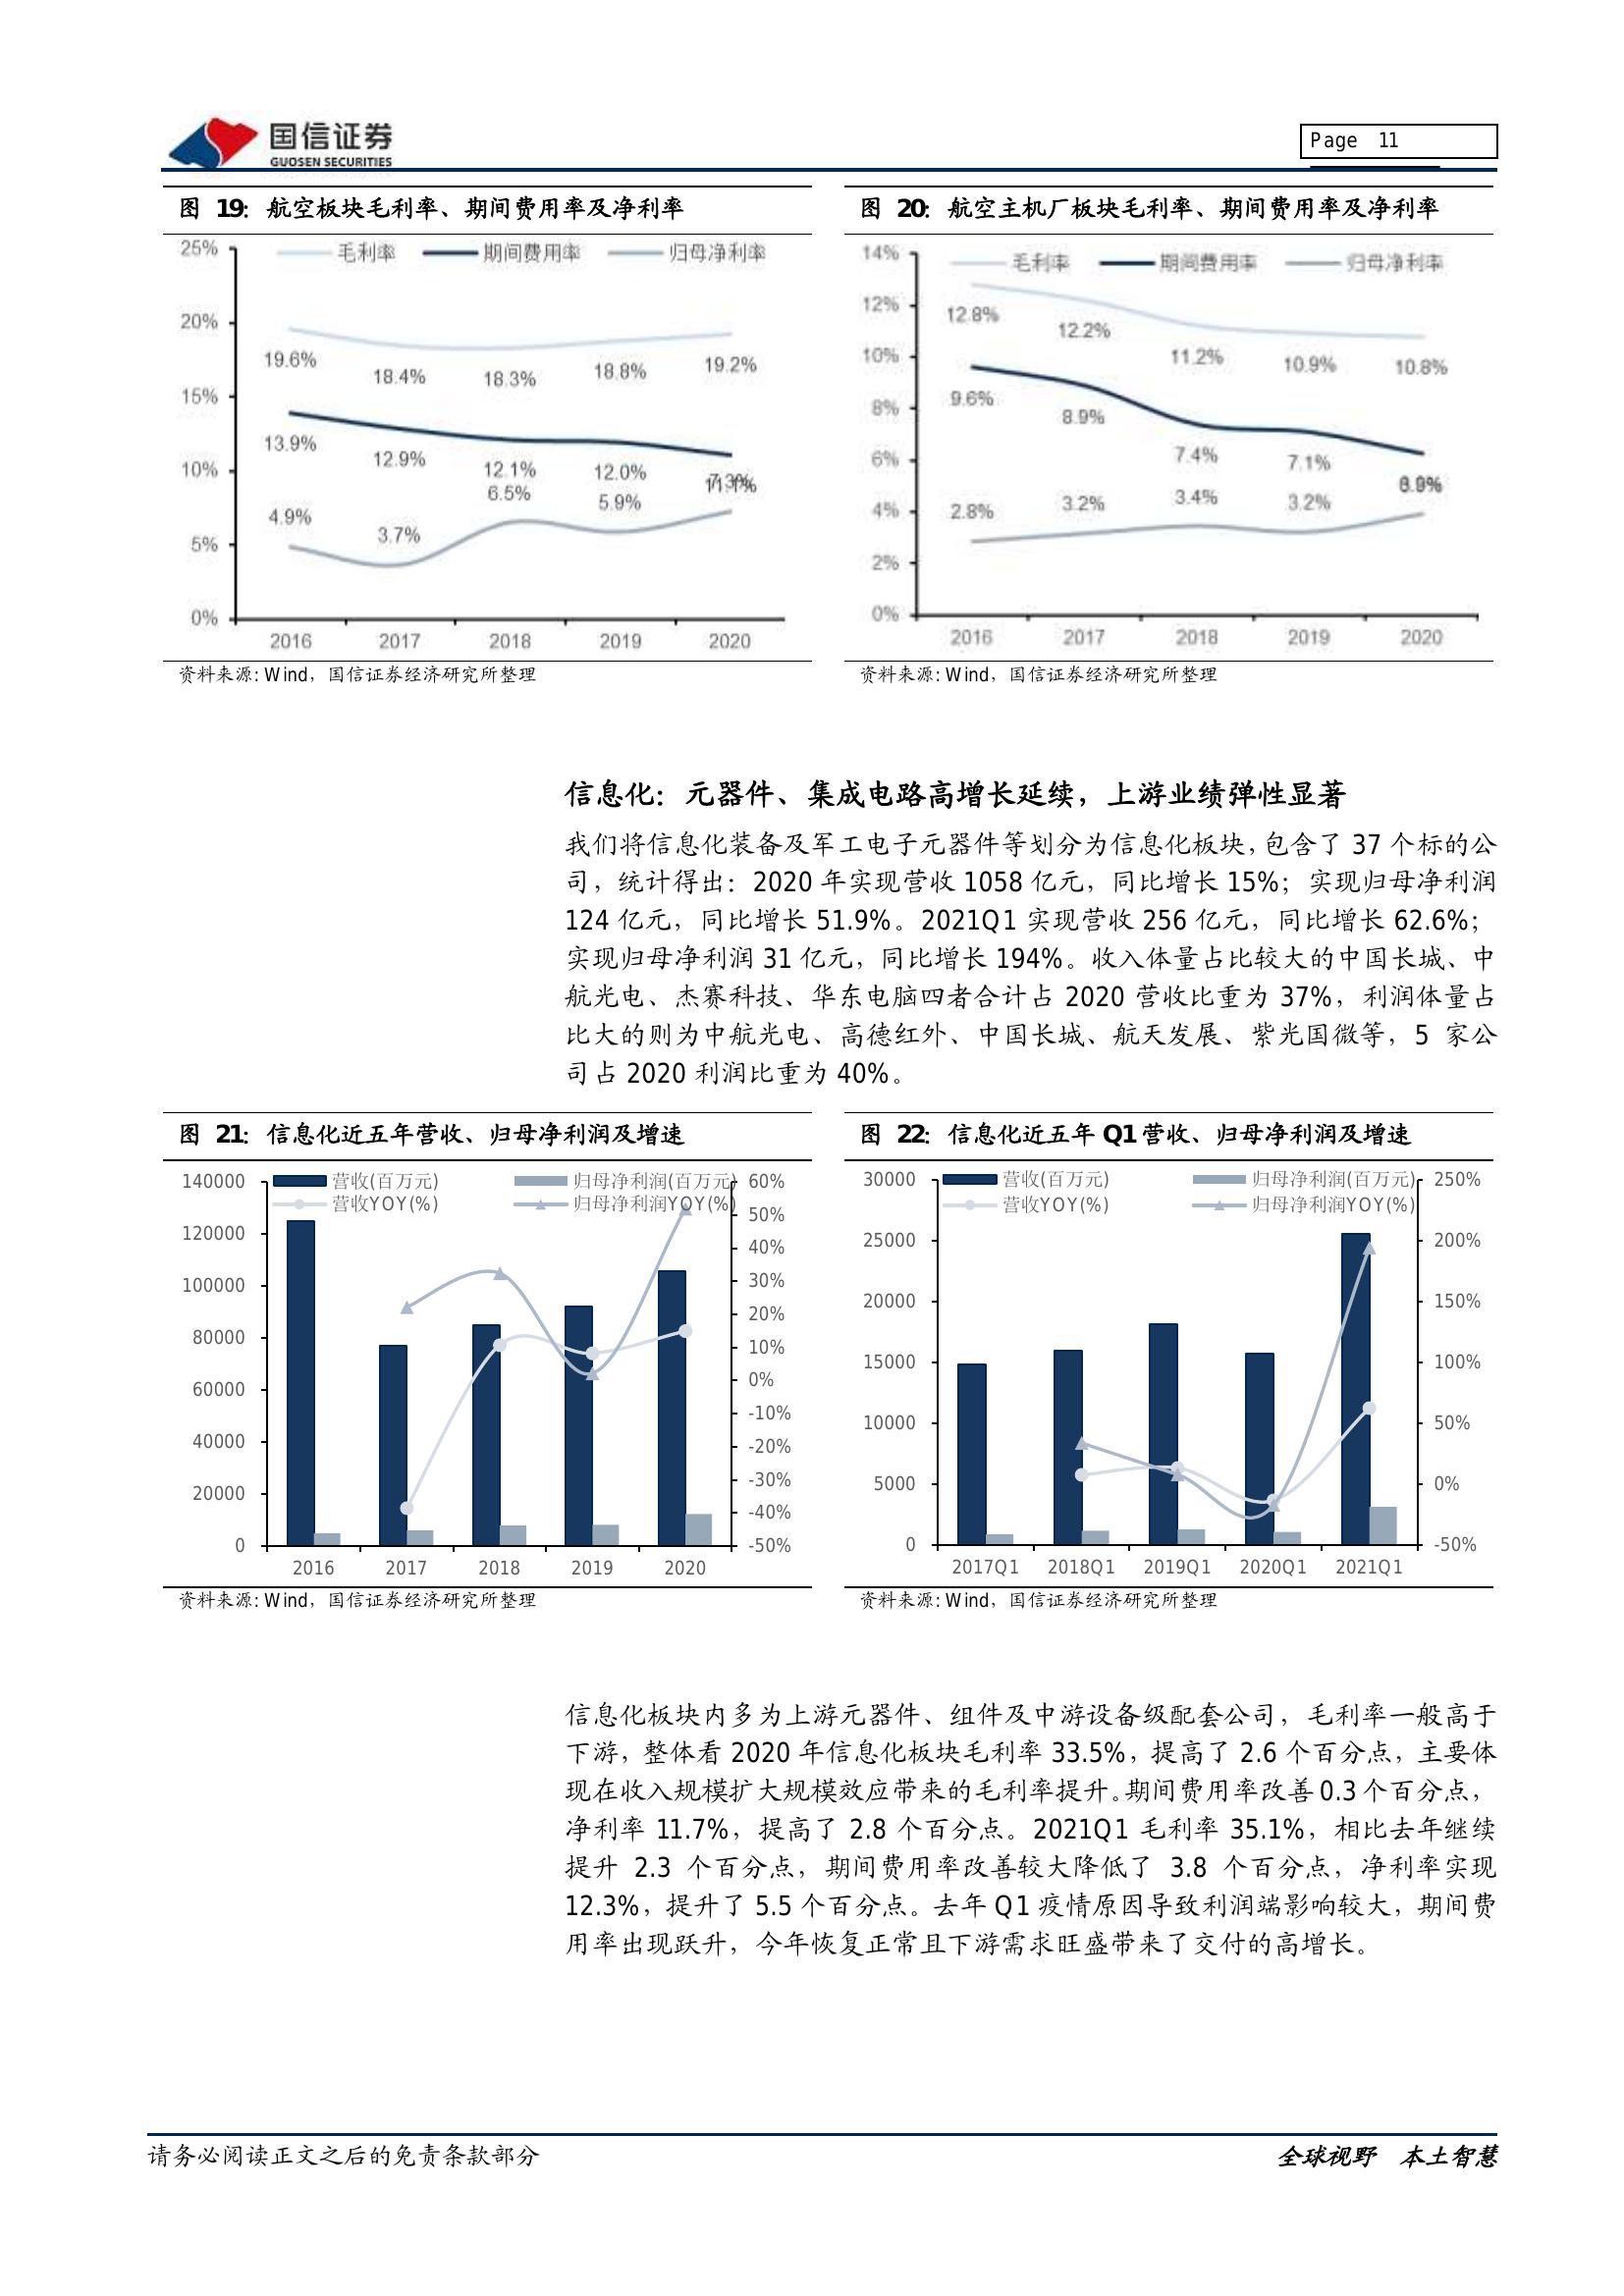 国信证券
GUOSEN SECURITIES
Page 11
图 19：航空板块毛利率、期间费用率及净利率
25%
20%
15%
10%
5%
0%
毛利率 期间费用率 归母净利率
19.6% 18.4% 18.3% 18.8% 19.2%
13.9% 12.9% 12.1% 12.0% 11.1%
4.9% 3.7% 6.5% 5.9% 7.3%
2016 2017 2018 2019 2020
资料来源: Wind，国信证券经济研究所整理
图 20：航空主机厂板块毛利率、期间费用率及净利率
14%
12%
10%
8%
6%
4%
2%
0%
毛利率 期间费用率 归母净利率
12.8% 12.2% 11.2% 10.9% 10.8%
9.6% 8.9% 7.4% 7.1%
2.8% 3.2% 3.4% 3.2%
2016 2017 2018 2019 2020
资料来源: Wind，国信证券经济研究所整理
信息化：元器件、集成电路高增长延续，上游业绩弹性显著
我们将信息化装备及军工电子元器件等划分为信息化板块，包含了 37 个标的公
司，统计得出：2020 年实现营收 1058 亿元，同比增长 15%；实现归母净利润
124 亿元，同比增长 51.9%。2021Q1 实现营收 256 亿元，同比增长 62.6%；
实现归母净利润 31 亿元，同比增长 194%。收入体量占比较大的中国长城、中
航光电、杰赛科技、华东电脑四者合计占 2020 营收比重为 37%，利润体量占
比大的则为中航光电、高德红外、中国长城、航天发展、紫光国微等，5 家公
司占 2020 利润比重为 40%。
图 21：信息化近五年营收、归母净利润及增速
140000
120000
100000
80000
60000
40000
20000
0
营收(百万元) 归母净利润(百万元)
营收YOY(%) 归母净利润YOY(%)
60%
50%
40%
30%
20%
10%
0%
-10%
-20%
-30%
-40%
-50%
2016 2017 2018 2019 2020
资料来源: Wind，国信证券经济研究所整理
图 22：信息化近五年 Q1 营收、归母净利润及增速
30000
25000
20000
15000
10000
5000
0
营收(百万元) 归母净利润(百万元)
营收YOY(%) 归母净利润YOY(%)
250%
200%
150%
100%
50%
0%
-50%
2017Q1 2018Q1 2019Q1 2020Q1 2021Q1
资料来源: Wind，国信证券经济研究所整理
信息化板块内多为上游元器件、组件及中游设备级配套公司，毛利率一般高于
下游，整体看 2020 年信息化板块毛利率 33.5%，提高了 2.6 个百分点，主要体
现在收入规模扩大规模效应带来的毛利率提升。期间费用率改善 0.3 个百分点，
净利率 11.7%，提高了 2.8 个百分点。2021Q1 毛利率 35.1%，相比去年继续
提升 2.3 个百分点，期间费用率改善较大降低了 3.8 个百分点，净利率实现
12.3%，提升了 5.5 个百分点。去年 Q1 疫情原因导致利润端影响较大，期间费
用率出现跃升，今年恢复正常且下游需求旺盛带来了交付的高增长。
请务必阅读正文之后的免责条款部分
全球视野 本土智慧